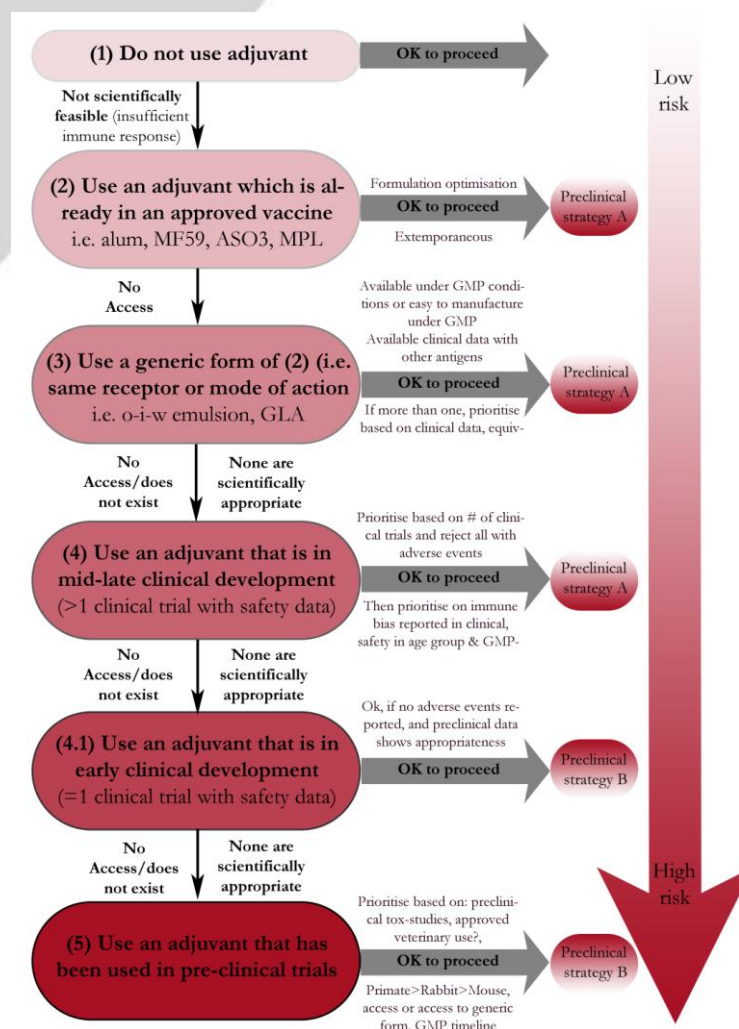 (1) Do not use adjuvant
OK to proceed
Low
risk
Not scientifically
feasible (insufficient
immune response)
(2) Use an adjuvant which is al-
ready in an approved vaccine
i.e. alum, MF59, ASO3, MPL
Formulation optimisation
OK to proceed
Extemporaneous
Preclinical
strategy A
No
Access
(3) Use a generic form of (2) (i.e.
same receptor or mode of action
i.e. o-i-w emulsion, GLA
Available under GMP condi-
tions or easy to manufacture
under GMP
Available clinical data with
other antigens
OK to proceed
If more than one, prioritise
based on clinical data, equiv-
Preclinical
strategy A
No
Access/does
not exist
None are
scientifically
appropriate
(4) Use an adjuvant that is in
mid-late clinical development
(>1 clinical trial with safety data)
Prioritise based on # of clini-
cal trials and reject all with
adverse events
OK to proceed
Then prioritise on immune
bias reported in clinical,
safety in age group & GMP-
Preclinical
strategy A
No
Access/does
not exist
None are
scientifically
appropriate
(4.1) Use an adjuvant that is in
early clinical development
(=1 clinical trial with safety data)
Ok, if no adverse events re-
ported, and preclinical data
shows appropriateness
OK to proceed
Preclinical
strategy B
No
Access/does
not exist
None are
scientifically
appropriate
High
risk
(5) Use an adjuvant that has
been used in pre-clinical trials
Prioritise based on: preclini-
cal tox-studies, approved
veterinary use?,
OK to proceed
Primate>Rabbit>Mouse,
access or access to generic
form, GMP timeline
Preclinical
strategy B